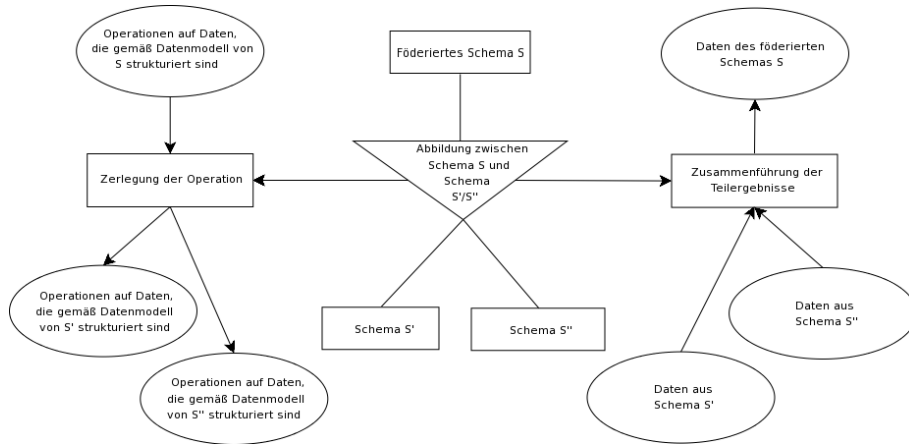 Operationen auf Daten,
die gemäß Datenmodell von
S strukturiert sind
Föderiertes Schema S
Daten des föderierten
Schemas S
Abbildung zwischen
Schema S und
Schema
S'/S''
Zerlegung der Operation
Zusammenführung der
Teilergebnisse
Operationen auf Daten,
die gemäß Datenmodell
von S' strukturiert sind
Schema S'
Schema S''
Daten aus
Schema S''
Operationen auf Daten,
die gemäß Datenmodell
von S'' strukturiert sind
Daten aus
Schema S'